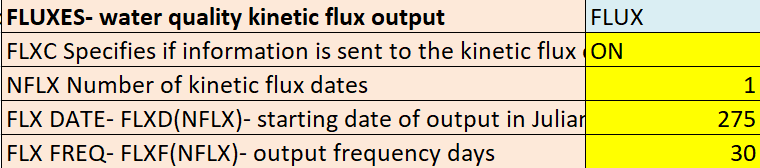 FLUXES- water quality kinetic flux output FLUX
FLXC Specifies if information is sent to the kinetic flux ON
NFLX Number of kinetic flux dates 1
FLX DATE- FLXD(NFLX)- starting date of output in Julian 275
FLX FREQ- FLXF(NFLX)- output frequency days 30